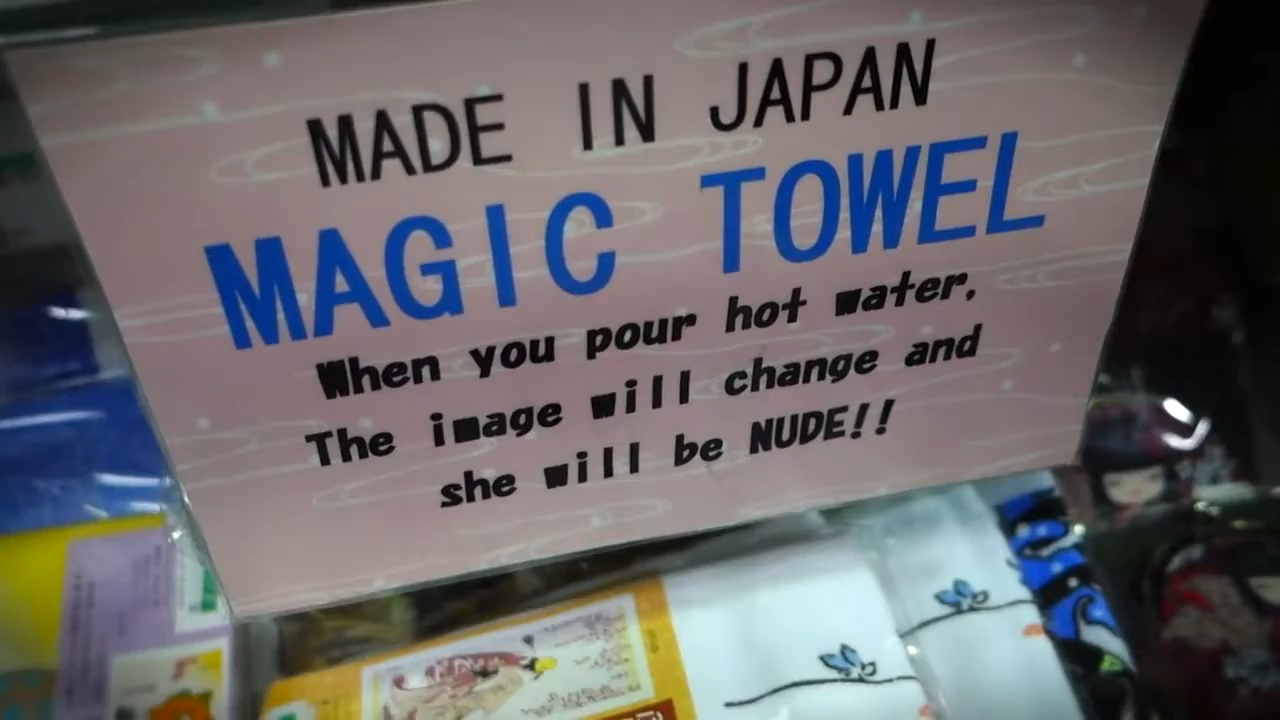 MADE IN JAPAN
MAGIC TOWEL
When you pour hot water,
The image will change and
she will be NUDE!!